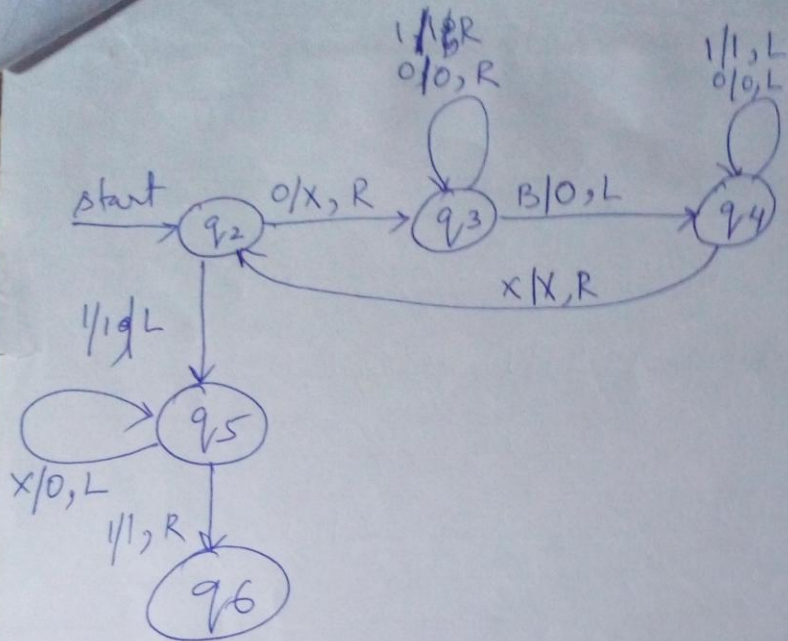 1/1, R
0/0, R
1/1, L
0/0, L
start
q2
0/X, R
q3
B/0, L
q4
X/X, R
1/1, L
q5
X/0, L
1/1, R
q6